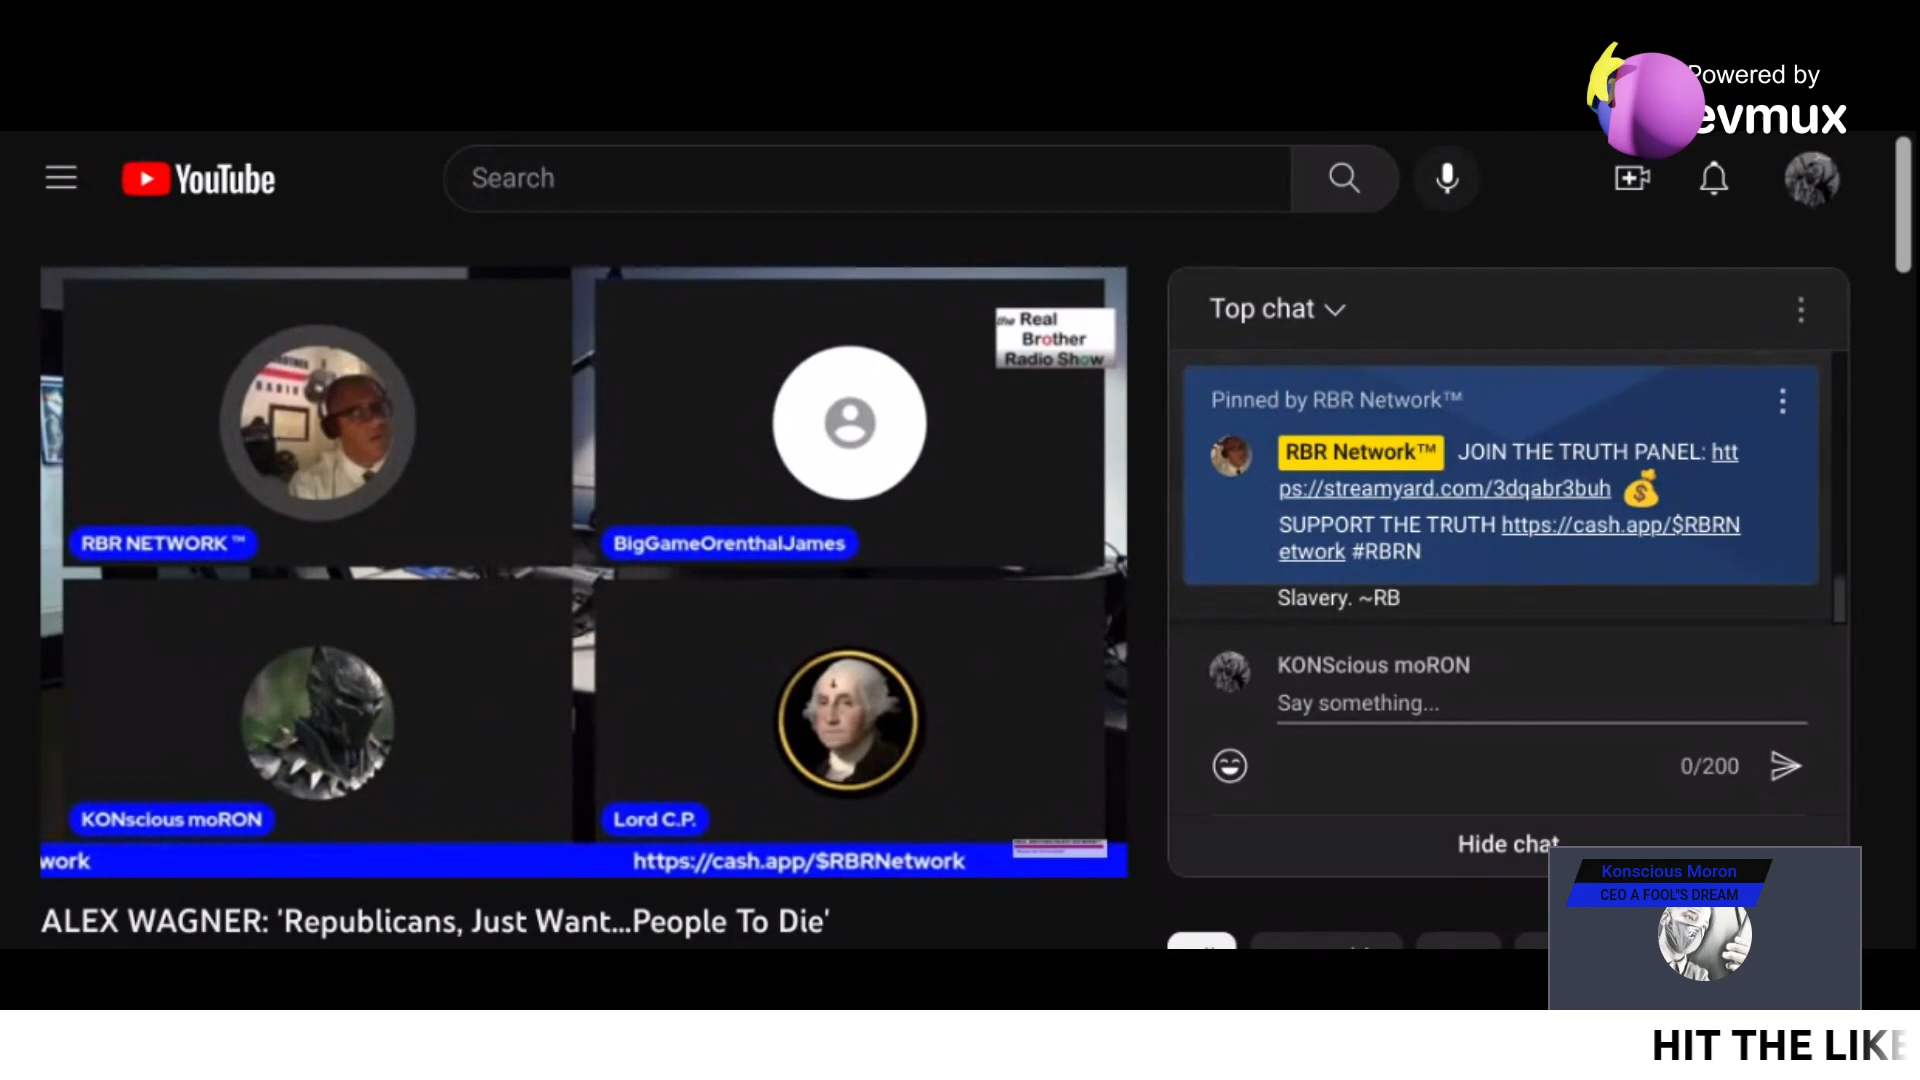 Powered by
evmux
YouTube
Search
the Real
Brother
Radio Show
RBR NETWORK™
BigGameOrenthalJames
KONscious moRON
Lord C.P.
work
https://cash.app/$RBRNetwork
ALEX WAGNER: 'Republicans, Just Want...People To Die'
Top chat
Pinned by RBR Network™
RBR Network™ JOIN THE TRUTH PANEL: htt
ps://streamyard.com/3dqabr3buh
SUPPORT THE TRUTH https://cash.app/$RBRN
etwork #RBRN
Slavery. ~RB
KONScious moRON
Say something...
0/200
Hide chat
Konscious Moron
CEO A FOOL"S DREAM
HIT THE LIKE